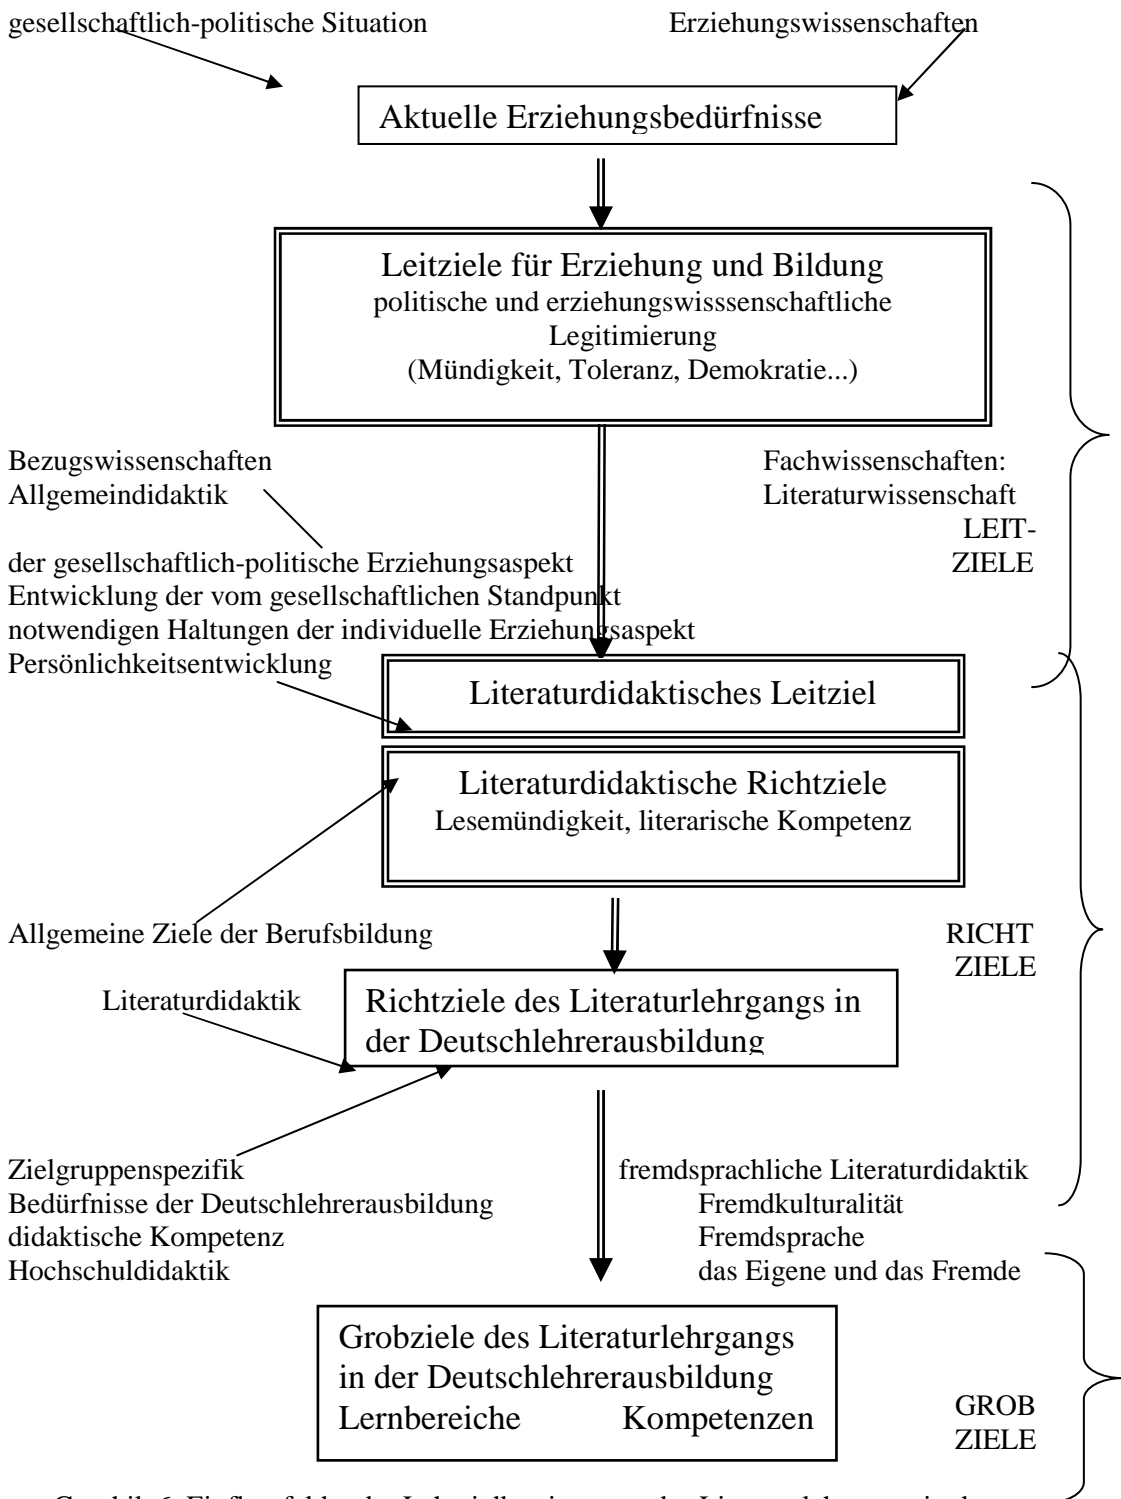 gesellschaftlich-politische Situation
Erziehungswissenschaften
Aktuelle Erziehungsbedürfnisse
Leitziele für Erziehung und Bildung
politische und erziehungswisssenschaftliche
Legitimierung
(Mündigkeit, Toleranz, Demokratie...)
Bezugswissenschaften
Allgemeindidaktik
Fachwissenschaften:
Literaturwissenschaft
LEIT-
ZIELE
der gesellschaftlich-politische Erziehungsaspekt
Entwicklung der vom gesellschaftlichen Standpunkt
notwendigen Haltungen der individuelle Erziehungsaspekt
Persönlichkeitsentwicklung
Literaturdidaktisches Leitziel
Literaturdidaktische Richtziele
Lesemündigkeit, literarische Kompetenz
Allgemeine Ziele der Berufsbildung
RICHT
ZIELE
Literaturdidaktik
Richtziele des Literaturlehrgangs in
der Deutschlehrerausbildung
Zielgruppenspezifik
Bedürfnisse der Deutschlehrerausbildung
didaktische Kompetenz
Hochschuldidaktik
fremdsprachliche Literaturdidaktik
Fremdkulturalität
Fremdsprache
das Eigene und das Fremde
Grobziele des Literaturlehrgangs
in der Deutschlehrerausbildung
Lernbereiche Kompetenzen
GROB
ZIELE